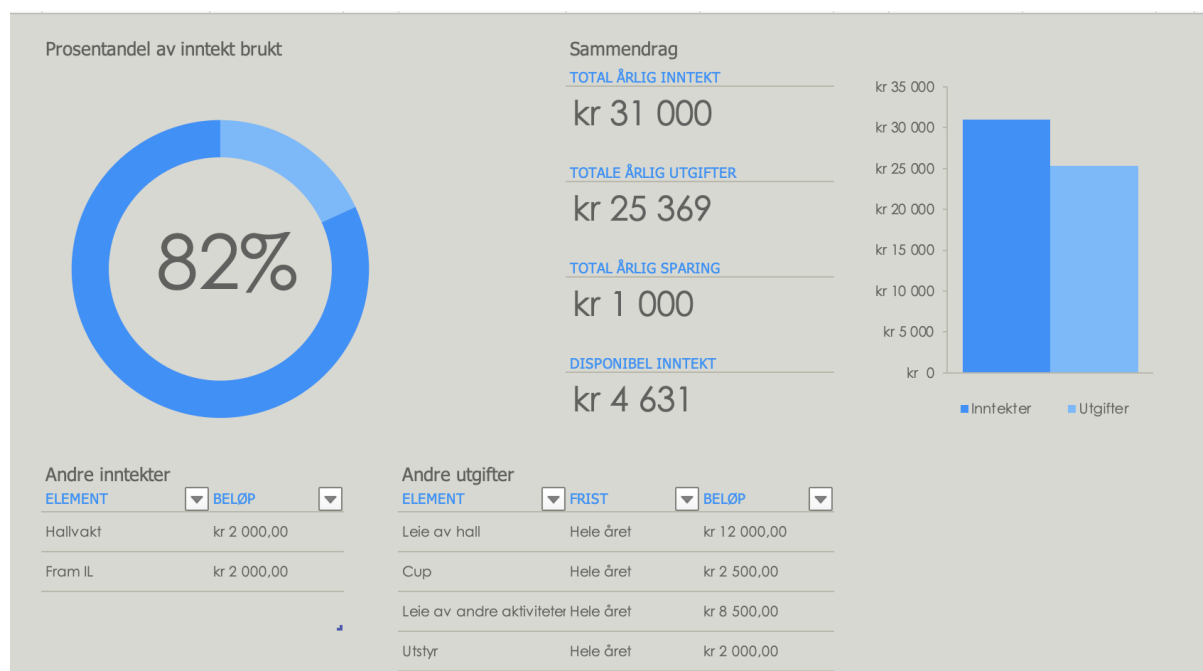 Prosentandel av inntekt brukt
82%
Sammendrag
TOTAL ÅRLIG INNTEKT
kr 31 000
TOTALE ÅRLIG UTGIFTER
kr 25 369
TOTAL ÅRLIG SPARING
kr 1 000
DISPONIBEL INNTEKT
kr 4 631
kr 35 000
kr 30 000
kr 25 000
kr 20 000
kr 15 000
kr 10 000
kr 5 000
kr 0
Inntekter Utgifter
Andre inntekter
ELEMENT BELØP
Hallvakt kr 2 000,00
Fram IL kr 2 000,00
Andre utgifter
ELEMENT FRIST BELØP
Leie av hall Hele året kr 12 000,00
Cup Hele året kr 2 500,00
Leie av andre aktiviteter Hele året kr 8 500,00
Utstyr Hele året kr 2 000,00